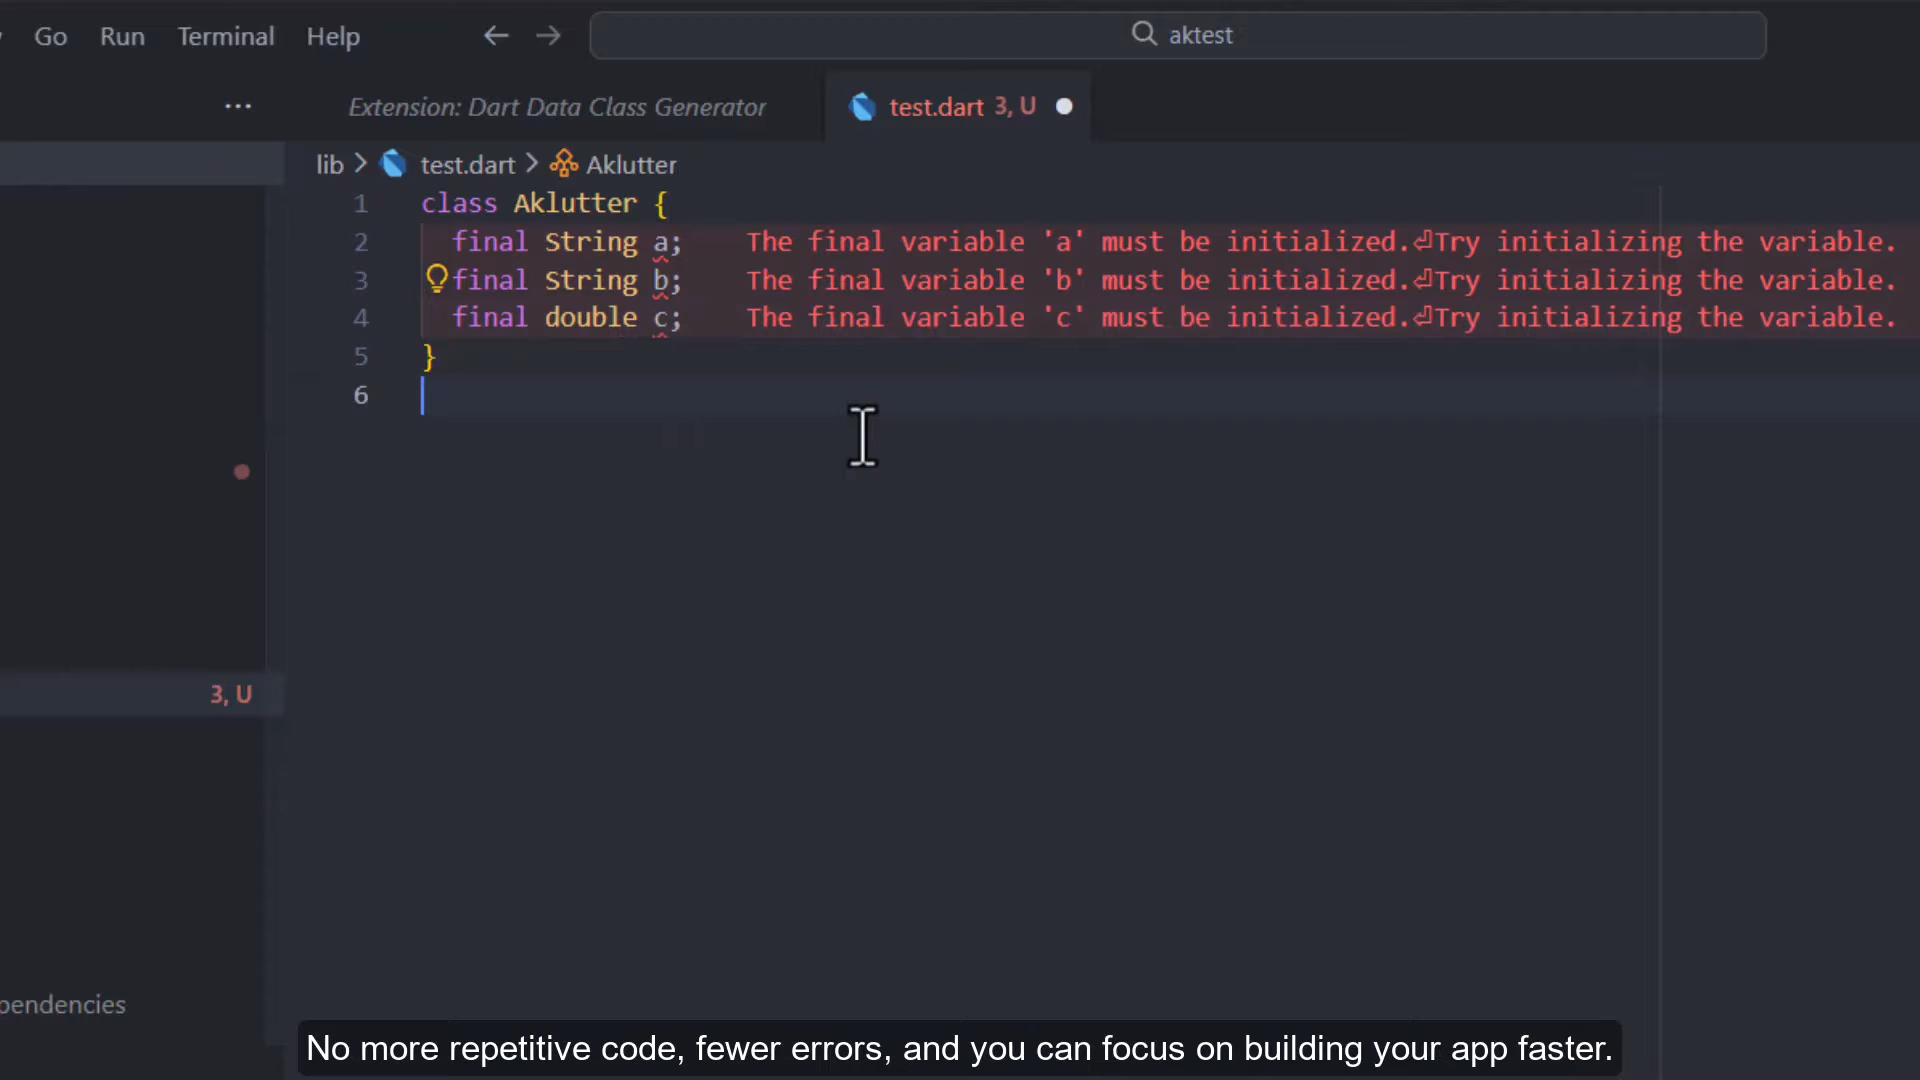 Go Run Terminal Help
aktest
Extension: Dart Data Class Generator
test.dart 3, U
lib > test.dart > Aklutter
1 class Aklutter {
2 final String a; The final variable 'a' must be initialized.⏎Try initializing the variable.
3 final String b; The final variable 'b' must be initialized.⏎Try initializing the variable.
4 final double c; The final variable 'c' must be initialized.⏎Try initializing the variable.
5 }
6
3, U
pendencies
No more repetitive code, fewer errors, and you can focus on building your app faster.